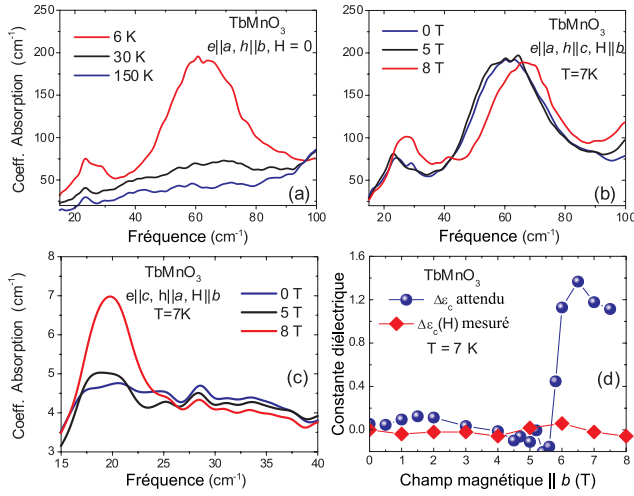 TbMnO3
e||a, h||b, H = 0
6 K
30 K
150 K
Coeff. Absorption (cm-1)
250
200
150
100
50
20 40 60 80 100
Fréquence (cm-1)
(a)
TbMnO3
0 T
5 T
8 T
e||a, h||c, H||b
T=7K
250
200
150
100
50
20 40 60 80 100
Fréquence (cm-1)
(b)
TbMnO3
e||c, h||a, H||b
T=7K
0 T
5 T
8 T
Coeff. Absorption (cm-1)
8
7
6
5
4
3
15 20 25 30 35 40
Fréquence (cm-1)
(c)
TbMnO3
Δεc attendu
Δεc(H) mesuré
T = 7 K
Constante diélectrique
1.6
1.2
0.8
0.4
0.0
0 1 2 3 4 5 6 7 8
Champ magnétique || b (T)
(d)